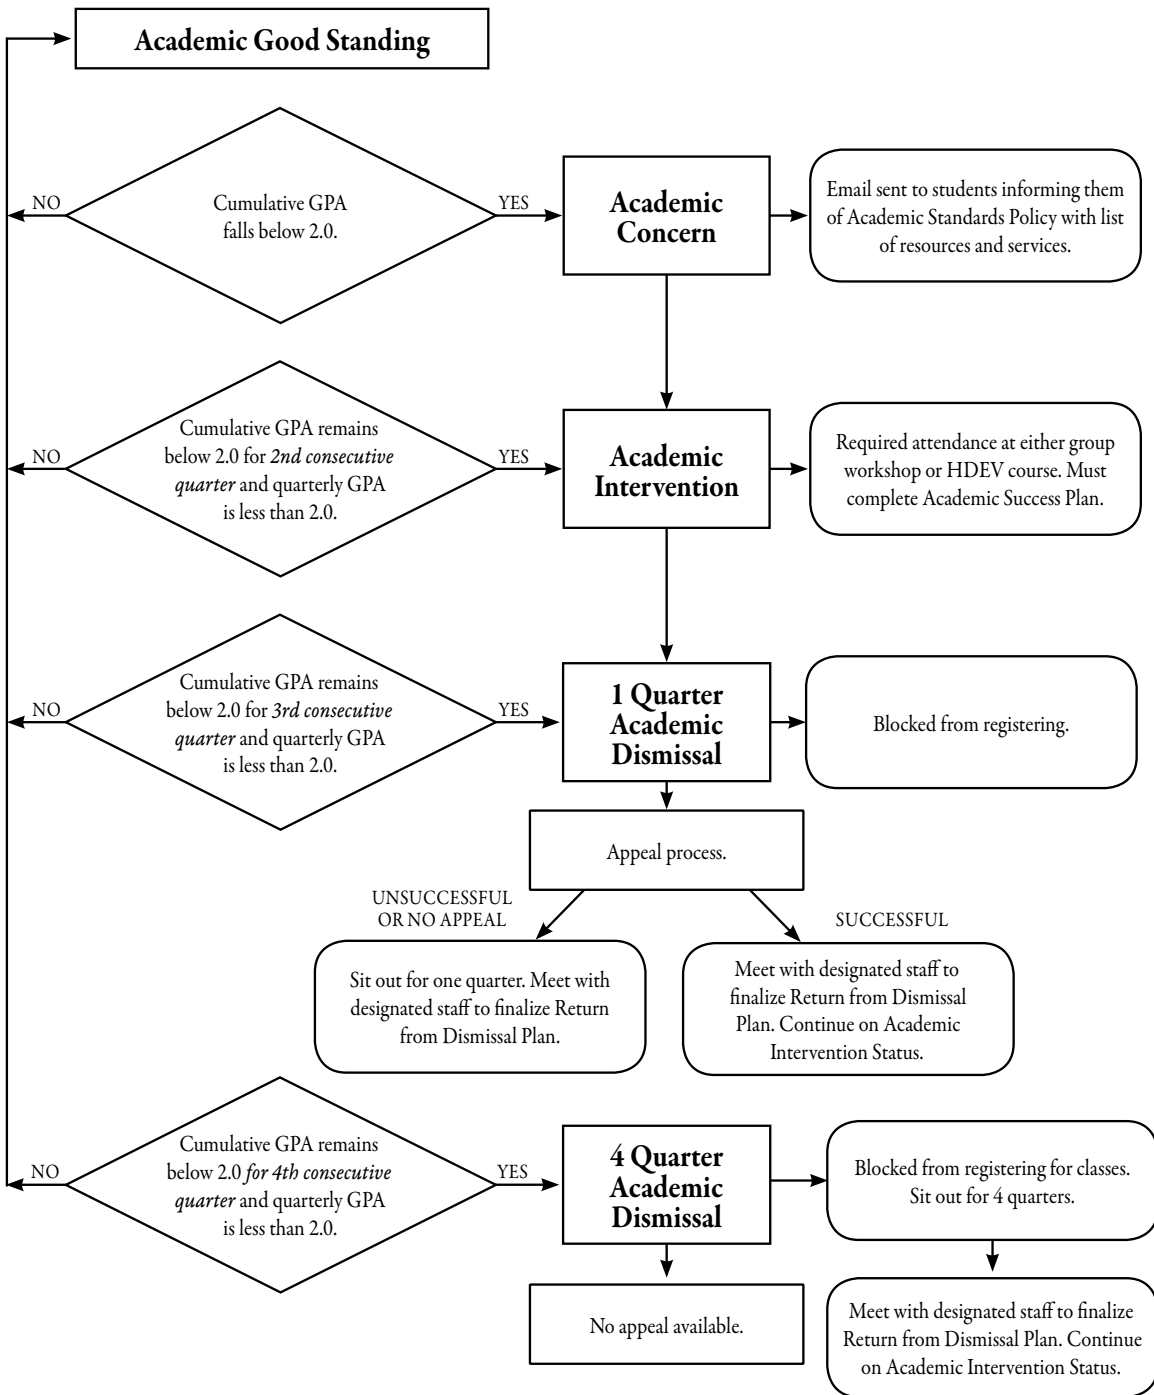 Academic Good Standing
NO
Cumulative GPA
falls below 2.0.
YES
Academic
Concern
Email sent to students informing them
of Academic Standards Policy with list
of resources and services.
NO
Cumulative GPA remains
below 2.0 for 2nd consecutive
quarter and quarterly GPA
is less than 2.0.
YES
Academic
Intervention
Required attendance at either group
workshop or HDEV course. Must
complete Academic Success Plan.
NO
Cumulative GPA remains
below 2.0 for 3rd consecutive
quarter and quarterly GPA
is less than 2.0.
YES
1 Quarter
Academic
Dismissal
Blocked from registering.
Appeal process.
UNSUCCESSFUL
OR NO APPEAL
SUCCESSFUL
Sit out for one quarter. Meet with
designated staff to finalize Return
from Dismissal Plan.
Meet with designated staff to
finalize Return from Dismissal
Plan. Continue on Academic
Intervention Status.
NO
Cumulative GPA remains
below 2.0 for 4th consecutive
quarter and quarterly GPA
is less than 2.0.
YES
4 Quarter
Academic
Dismissal
Blocked from registering for classes.
Sit out for 4 quarters.
No appeal available.
Meet with designated staff to finalize
Return from Dismissal Plan. Continue
on Academic Intervention Status.